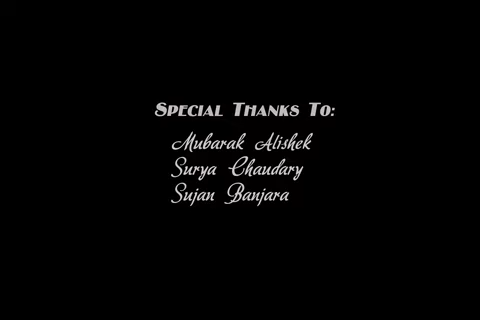 Special Thanks To:
Mubarak Alishek
Surya Chaudary
Sujan Banjara